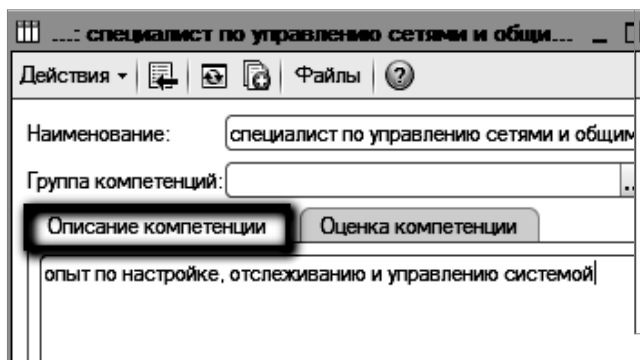 ...: специалист по управлению сетями и общи...
Действия Файлы
Наименование: специалист по управлению сетями и общим
Группа компетенций: ...
Описание компетенции Оценка компетенции
опыт по настройке, отслеживанию и управлению системой